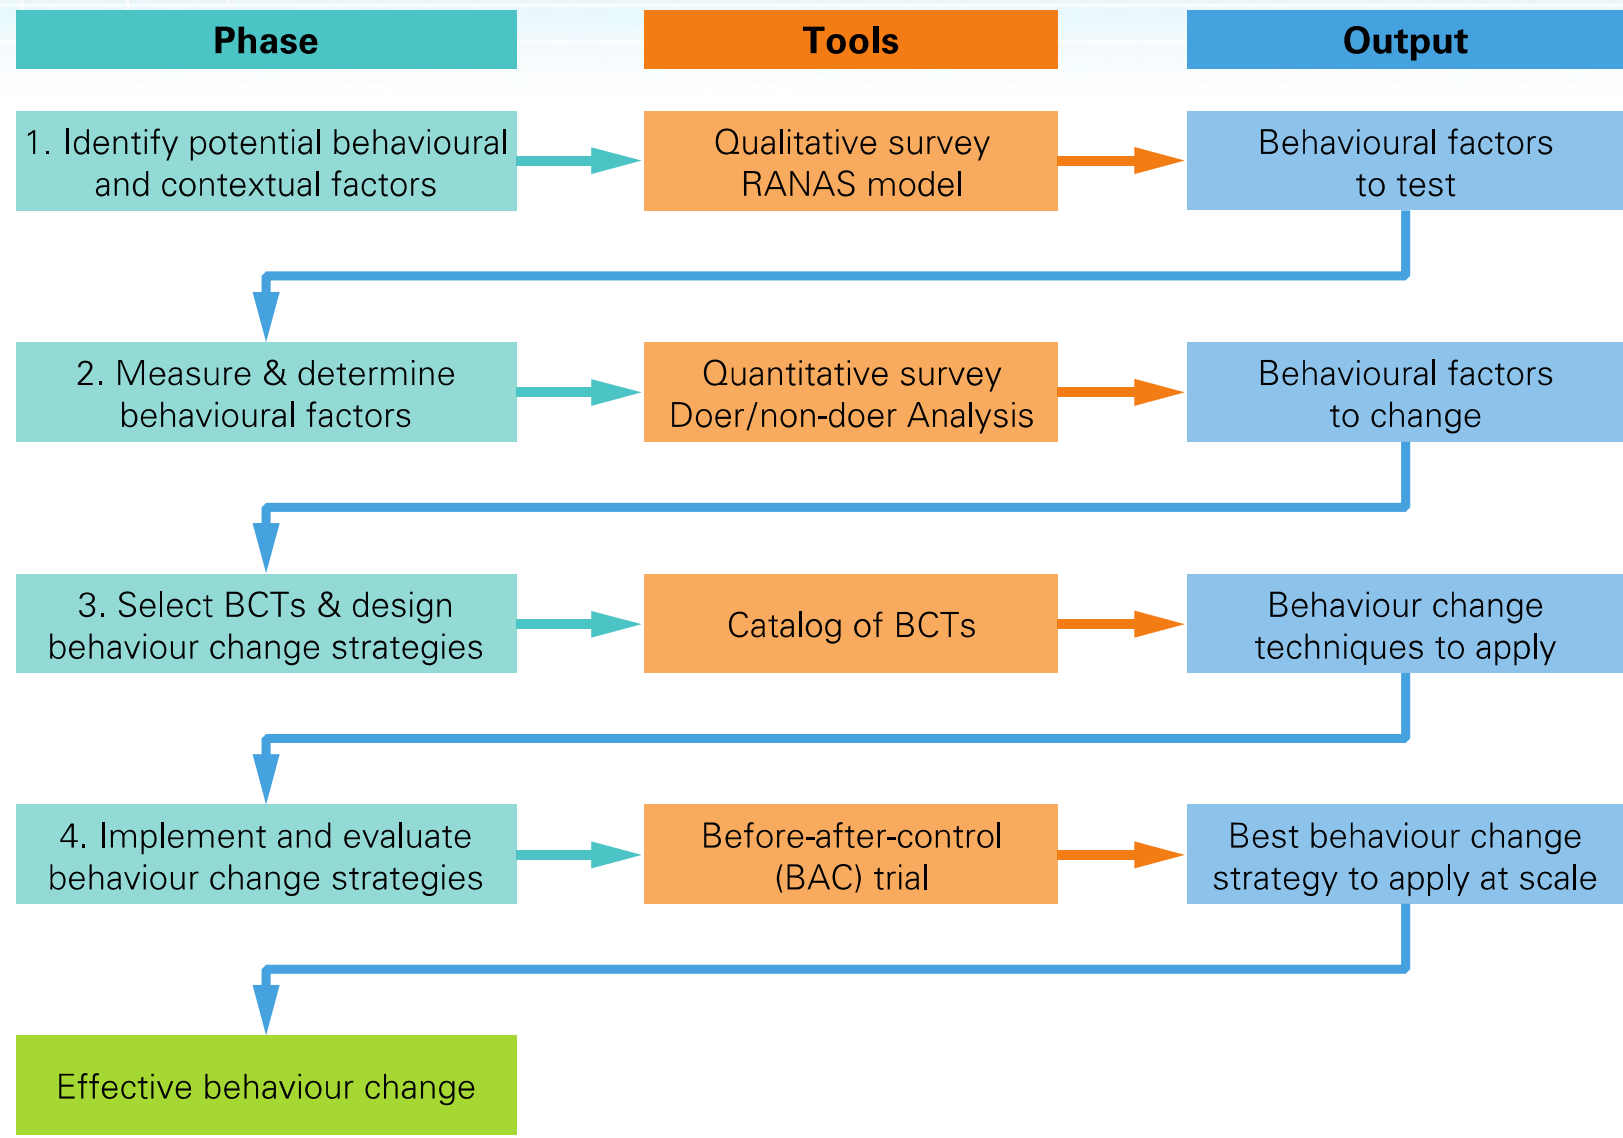 Phase
Tools
Output
1. Identify potential behavioural
and contextual factors
Qualitative survey
RANAS model
Behavioural factors
to test
2. Measure & determine
behavioural factors
Quantitative survey
Doer/non-doer Analysis
Behavioural factors
to change
3. Select BCTs & design
behaviour change strategies
Catalog of BCTs
Behaviour change
techniques to apply
4. Implement and evaluate
behaviour change strategies
Before-after-control
(BAC) trial
Best behaviour change
strategy to apply at scale
Effective behaviour change